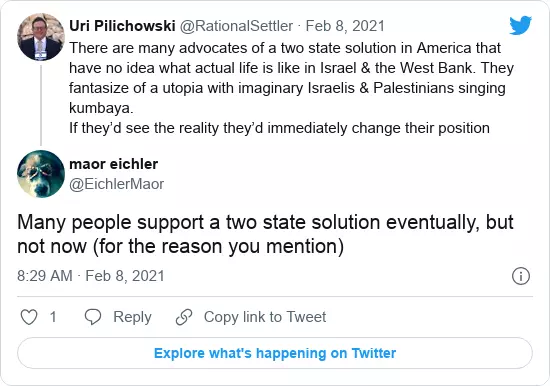 Uri Pilichowski @RationalSettler · Feb 8, 2021
There are many advocates of a two state solution in America that
have no idea what actual life is like in Israel & the West Bank. They
fantasize of a utopia with imaginary Israelis & Palestinians singing
kumbaya.
If they’d see the reality they’d immediately change their position
maor eichler
@EichlerMaor
Many people support a two state solution eventually, but
not now (for the reason you mention)
8:29 AM · Feb 8, 2021
1 Reply Copy link to Tweet
Explore what's happening on Twitter